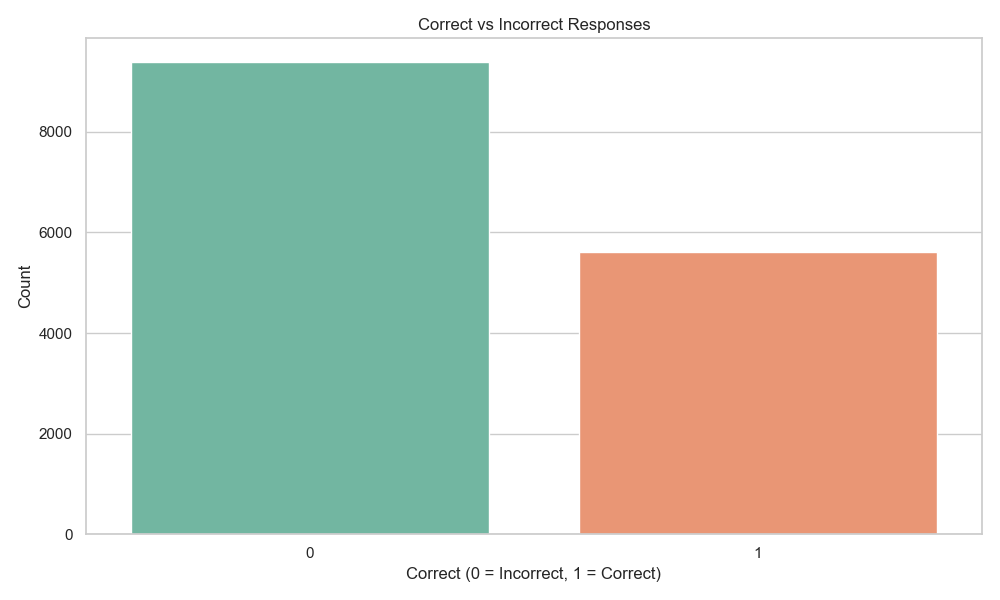 Correct vs Incorrect Responses
Count
8000
6000
4000
2000
0
0 1
Correct (0 = Incorrect, 1 = Correct)